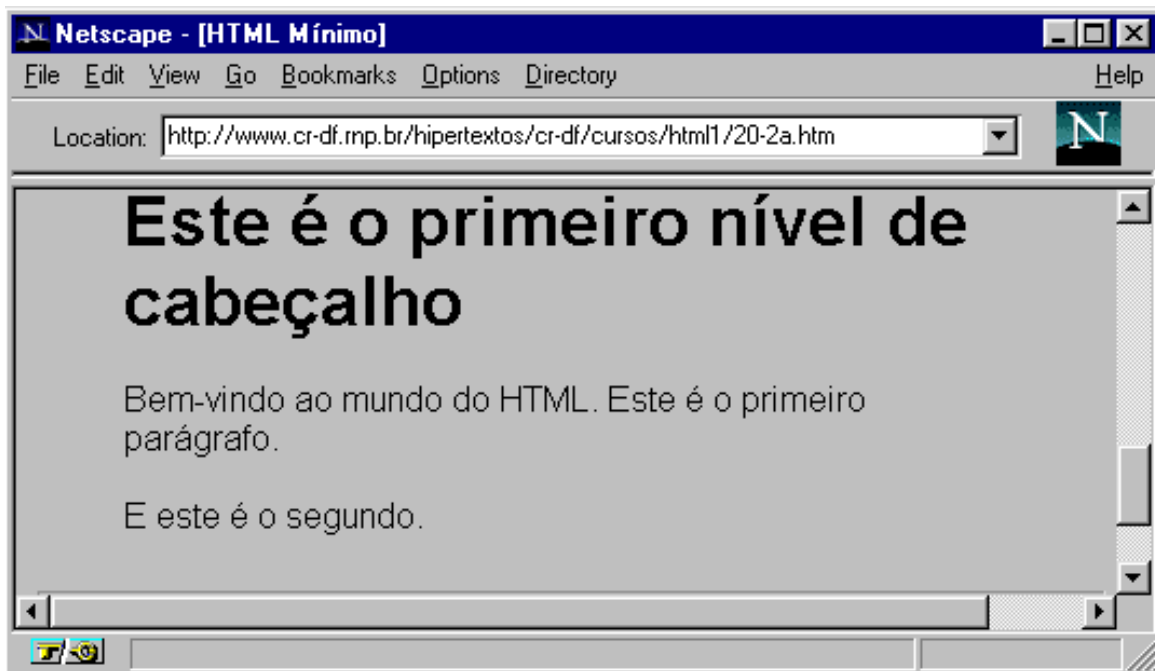 N Netscape - [HTML Mínimo]
File Edit View Go Bookmarks Options Directory Help
Location: http://www.cr-df.rnp.br/hipertextos/cr-df/cursos/html1/20-2a.htm N
Este é o primeiro nível de
cabeçalho
Bem-vindo ao mundo do HTML. Este é o primeiro
parágrafo.
E este é o segundo.